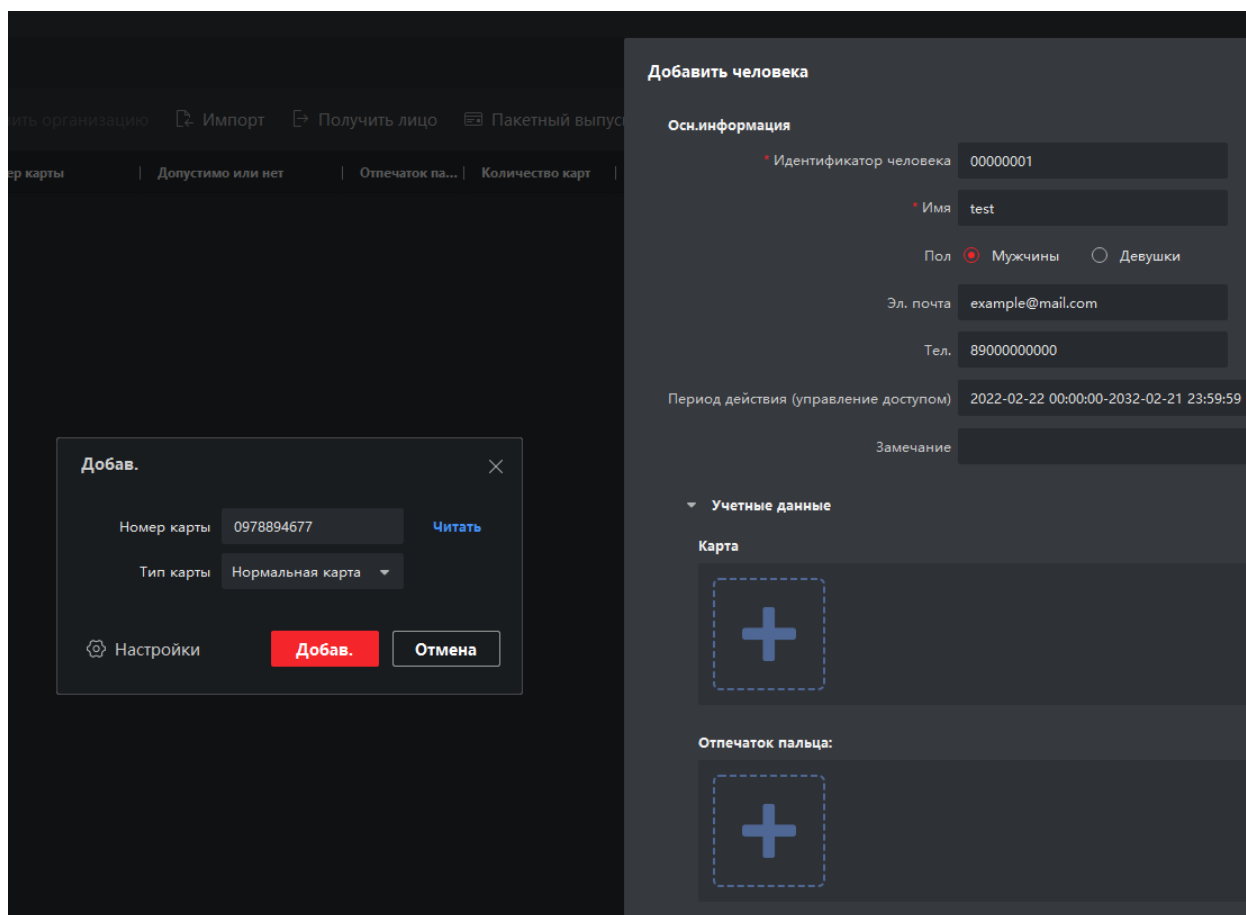 Добавить человека
ить организацию Импорт Получить лицо Пакетный выпус
ер карты Допустимо или нет Отпечаток па... Количество карт
Осн.информация
* Идентификатор человека 00000001
* Имя test
Пол Мужчины Девушки
Эл. почта example@mail.com
Тел. 89000000000
Период действия (управление доступом) 2022-02-22 00:00:00-2032-02-21 23:59:59
Замечание
Добав.
Номер карты 0978894677 Читать
Тип карты Нормальная карта
Настройки Добав. Отмена
Учетные данные
Карта
Отпечаток пальца: